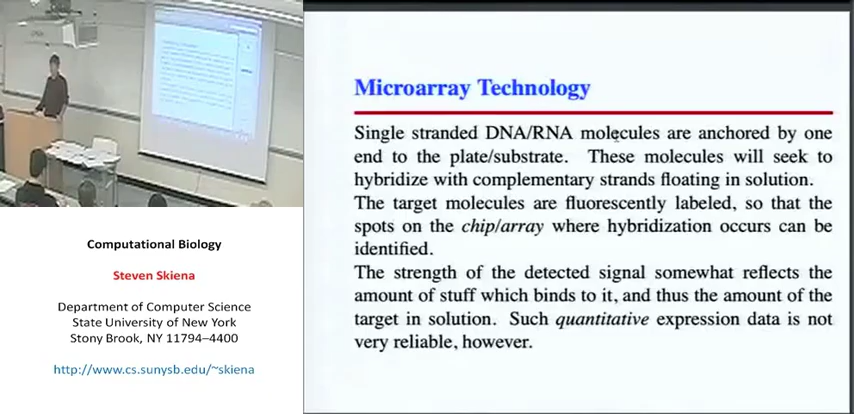 Microarray Technology
Single stranded DNA/RNA molecules are anchored by one
end to the plate/substrate. These molecules will seek to
hybridize with complementary strands floating in solution.
The target molecules are fluorescently labeled, so that the
spots on the chip/array where hybridization occurs can be
identified.
The strength of the detected signal somewhat reflects the
amount of stuff which binds to it, and thus the amount of the
target in solution. Such quantitative expression data is not
very reliable, however.
Computational Biology
Steven Skiena
Department of Computer Science
State University of New York
Stony Brook, NY 11794–4400
http://www.cs.sunysb.edu/~skiena